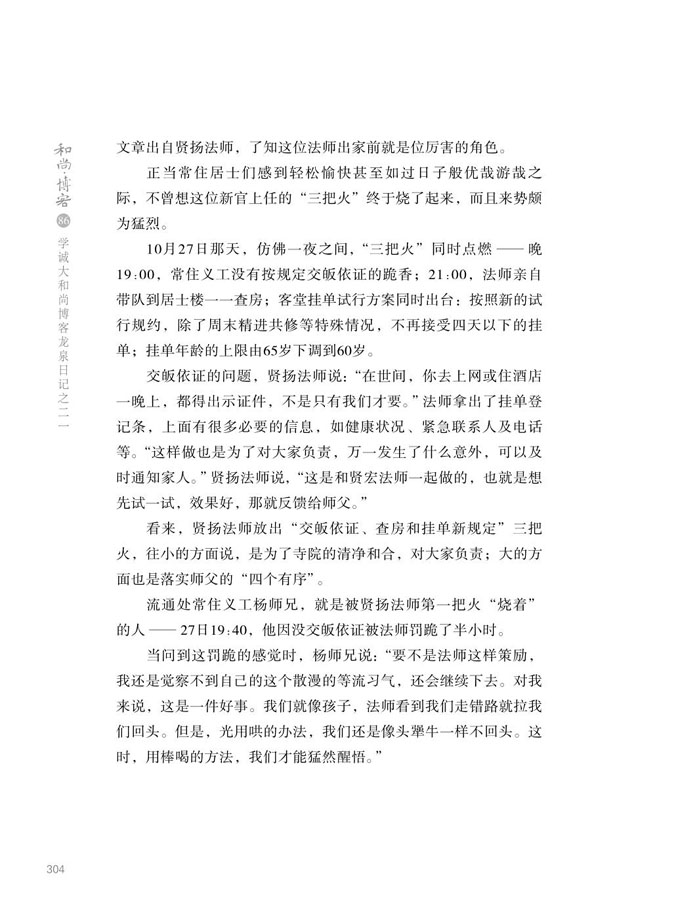 和尚·博客
86
学诚大和尚博客龙泉日记之二一
文章出自贤扬法师，了知这位法师出家前就是位厉害的角色。
正当常住居士们感到轻松愉快甚至如过日子般优哉游哉之
际，不曾想这位新官上任的“三把火”终于烧了起来，而且来势颇
为猛烈。
10月27日那天，仿佛一夜之间，“三把火”同时点燃 —— 晚
19:00，常住义工没有按规定交皈依证的跪香；21:00，法师亲自
带队到居士楼一一查房；客堂挂单试行方案同时出台：按照新的试
行规约，除了周末精进共修等特殊情况，不再接受四天以下的挂
单；挂单年龄的上限由65岁下调到60岁。
交皈依证的问题，贤扬法师说：“在世间，你去上网或住酒店
一晚上，都得出示证件，不是只有我们才要。”法师拿出了挂单登
记条，上面有很多必要的信息，如健康状况、紧急联系人及电话
等。“这样做也是为了对大家负责，万一发生了什么意外，可以及
时通知家人。”贤扬法师说，“这是和贤宏法师一起做的，也就是想
先试一试，效果好，那就反馈给师父。”
看来，贤扬法师放出“交皈依证、查房和挂单新规定”三把
火，往小的方面说，是为了寺院的清净和合，对大家负责；大的方
面也是落实师父的“四个有序”。
流通处常住义工杨师兄，就是被贤扬法师第一把火“烧着”
的人 —— 27日19:40，他因没交皈依证被法师罚跪了半小时。
当问到这罚跪的感觉时，杨师兄说：“要不是法师这样策励，
我还是觉察不到自己的这个散漫的等流习气，还会继续下去。对我
来说，这是一件好事。我们就像孩子，法师看到我们走错路就拉我
们回头。但是，光用哄的办法，我们还是像头犟牛一样不回头。这
时，用棒喝的方法，我们才能猛然醒悟。”
304